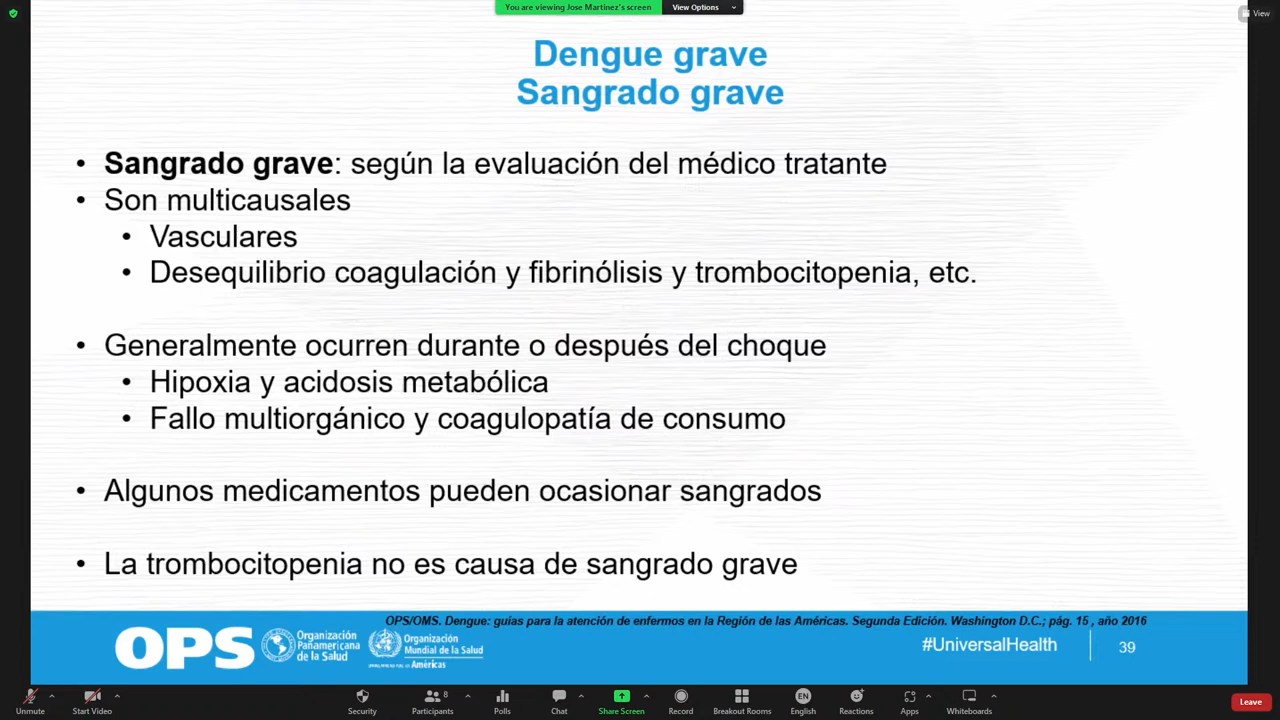 You are viewing Jose Martinez's screen
View Options
View
Dengue grave
Sangrado grave
• Sangrado grave: según la evaluación del médico tratante
• Son multicausales
• Vasculares
• Desequilibrio coagulación y fibrinólisis y trombocitopenia, etc.
• Generalmente ocurren durante o después del choque
• Hipoxia y acidosis metabólica
• Fallo multiorgánico y coagulopatía de consumo
• Algunos medicamentos pueden ocasionar sangrados
• La trombocitopenia no es causa de sangrado grave
OPS/OMS. Dengue: guías para la atención de enfermos en la Región de las Américas. Segunda Edición. Washington D.C.; pág. 15 , año 2016
OPS
Organización
Panamericana
de la Salud
Organización
Mundial de la Salud
Américas
#UniversalHealth
39
Unmute
Start Video
Security
Participants
8
Polls
Chat
Share Screen
Record
Breakout Rooms
EN
English
Reactions
Apps
Whiteboards
Leave